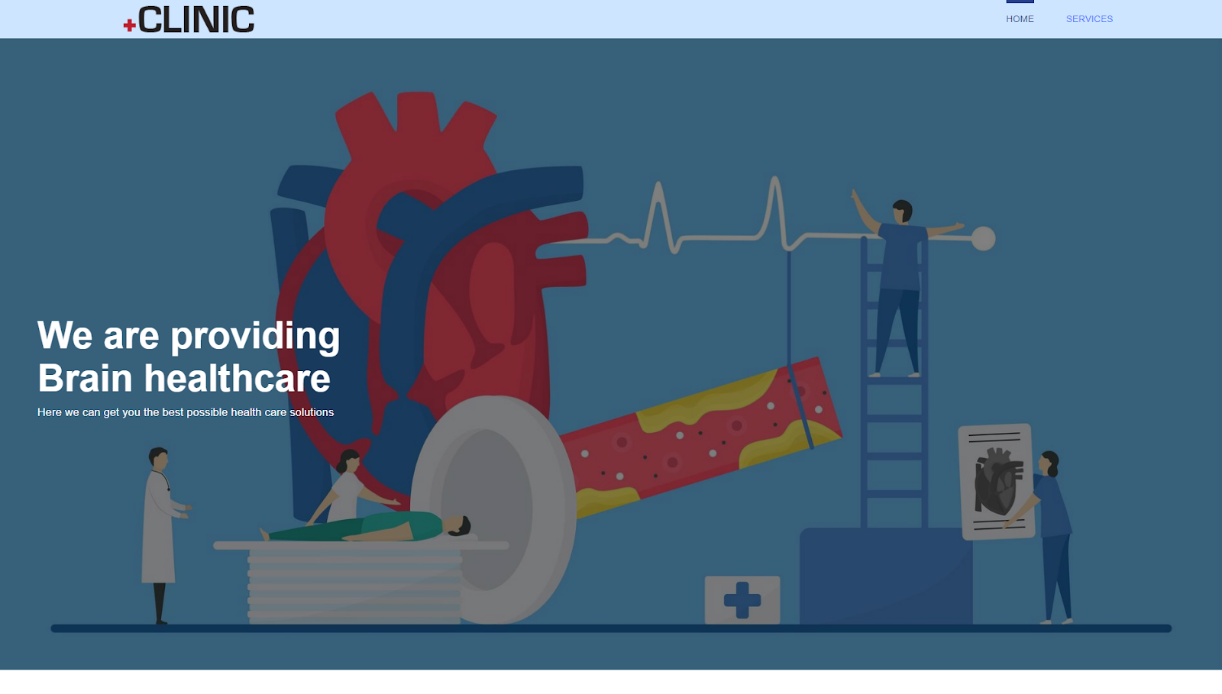 +CLINIC
HOME
SERVICES
We are providing
Brain healthcare
Here we can get you the best possible health care solutions